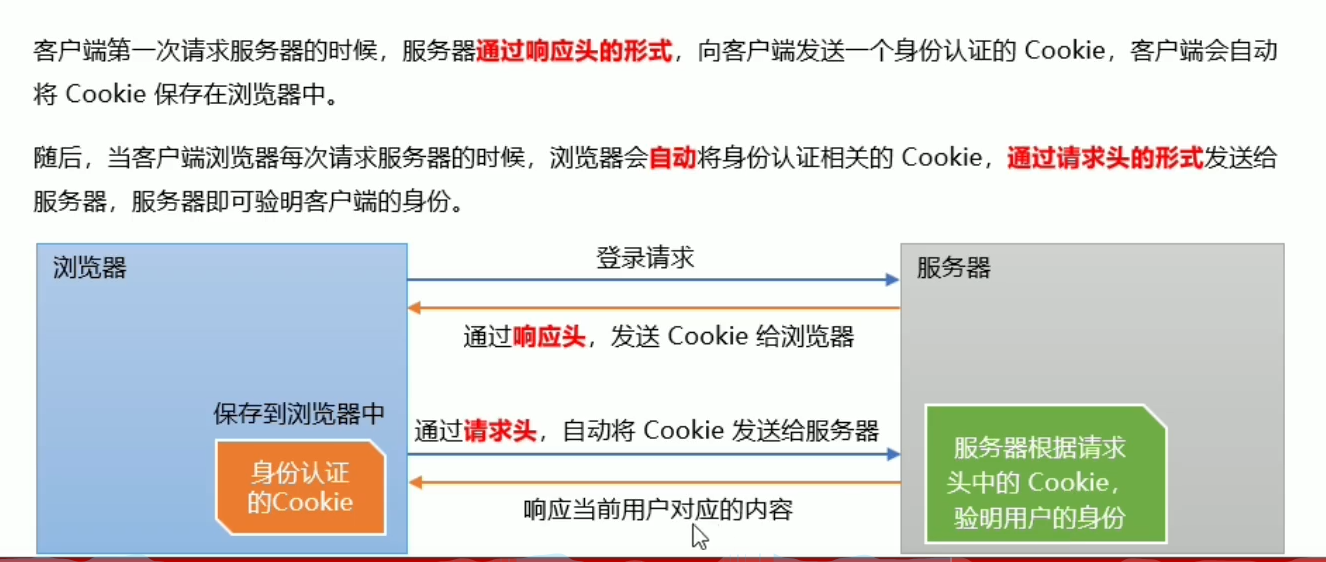 客户端第一次请求服务器的时候，服务器通过响应头的形式，向客户端发送一个身份认证的 Cookie，客户端会自动
将 Cookie 保存在浏览器中。
随后，当客户端浏览器每次请求服务器的时候，浏览器会自动将身份认证相关的 Cookie，通过请求头的形式发送给
服务器，服务器即可验明客户端的身份。
浏览器
登录请求
服务器
通过响应头，发送 Cookie 给浏览器
保存到浏览器中
通过请求头，自动将 Cookie 发送给服务器
身份认证
的Cookie
服务器根据请求
头中的 Cookie，
验明用户的身份
响应当前用户对应的内容